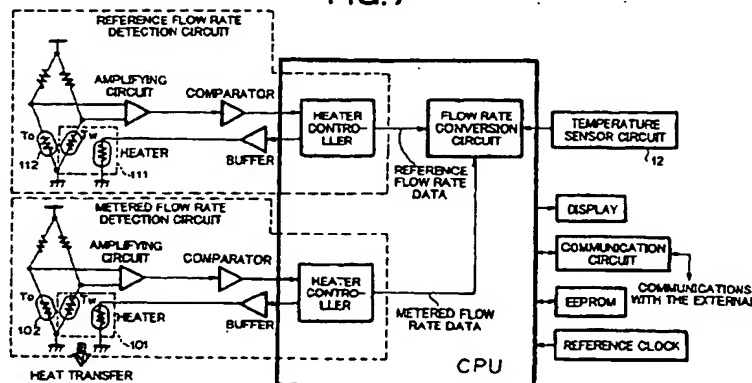 FIG.7
REFERENCE FLOW RATE
DETECTION CIRCUIT
AMPLIFYING
CIRCUIT
COMPARATOR
HEATER
CONTRO-
LLER
FLOW RATE
CONVERSION
CIRCUIT
TEMPERATURE
SENSOR CIRCUIT
12
To
Tw
112
HEATER
111
BUFFER
REFERENCE
FLOW RATE
DATA
METERED FLOW RATE
DETECTION CIRCUIT
DISPLAY
AMPLIFYING
CIRCUIT
COMPARATOR
HEATER
CONTRO-
LLER
COMMUNICATION
CIRCUIT
COMMUNICATIONS
WITH THE EXTERNAL
To
Tw
102
HEATER
101
BUFFER
METERED FLOW
RATE DATA
EEPROM
REFERENCE CLOCK
CPU
HEAT TRANSFER